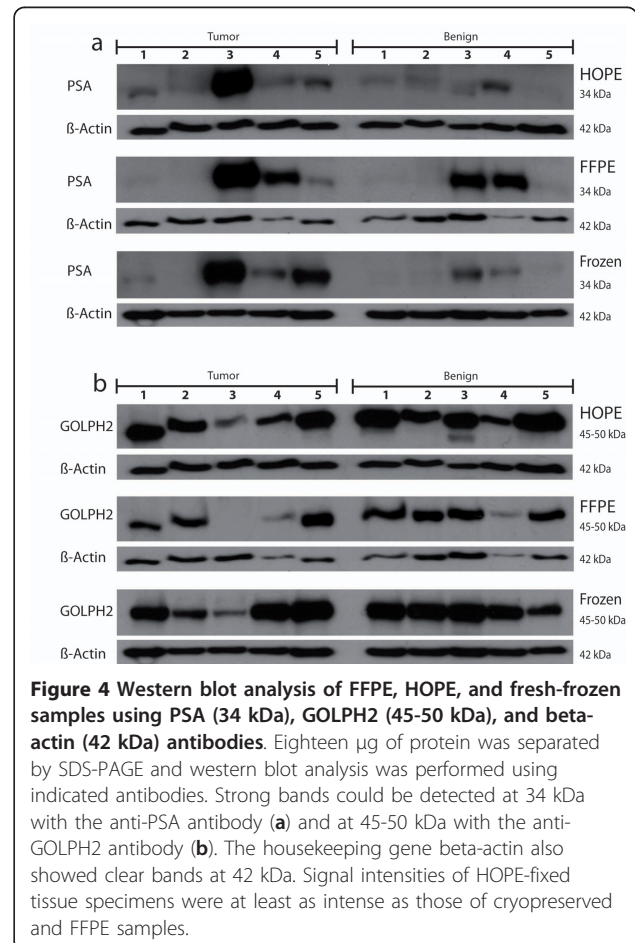 a
Tumor Benign
1 2 3 4 5 1 2 3 4 5
PSA HOPE
34 kDa
ß-Actin 42 kDa
PSA FFPE
34 kDa
ß-Actin 42 kDa
PSA Frozen
34 kDa
ß-Actin 42 kDa
b
Tumor Benign
1 2 3 4 5 1 2 3 4 5
GOLPH2 HOPE
45-50 kDa
ß-Actin 42 kDa
GOLPH2 FFPE
45-50 kDa
ß-Actin 42 kDa
GOLPH2 Frozen
45-50 kDa
ß-Actin 42 kDa
Figure 4 Western blot analysis of FFPE, HOPE, and fresh-frozen
samples using PSA (34 kDa), GOLPH2 (45-50 kDa), and beta-
actin (42 kDa) antibodies. Eighteen μg of protein was separated
by SDS-PAGE and western blot analysis was performed using
indicated antibodies. Strong bands could be detected at 34 kDa
with the anti-PSA antibody (a) and at 45-50 kDa with the anti-
GOLPH2 antibody (b). The housekeeping gene beta-actin also
showed clear bands at 42 kDa. Signal intensities of HOPE-fixed
tissue specimens were at least as intense as those of cryopreserved
and FFPE samples.